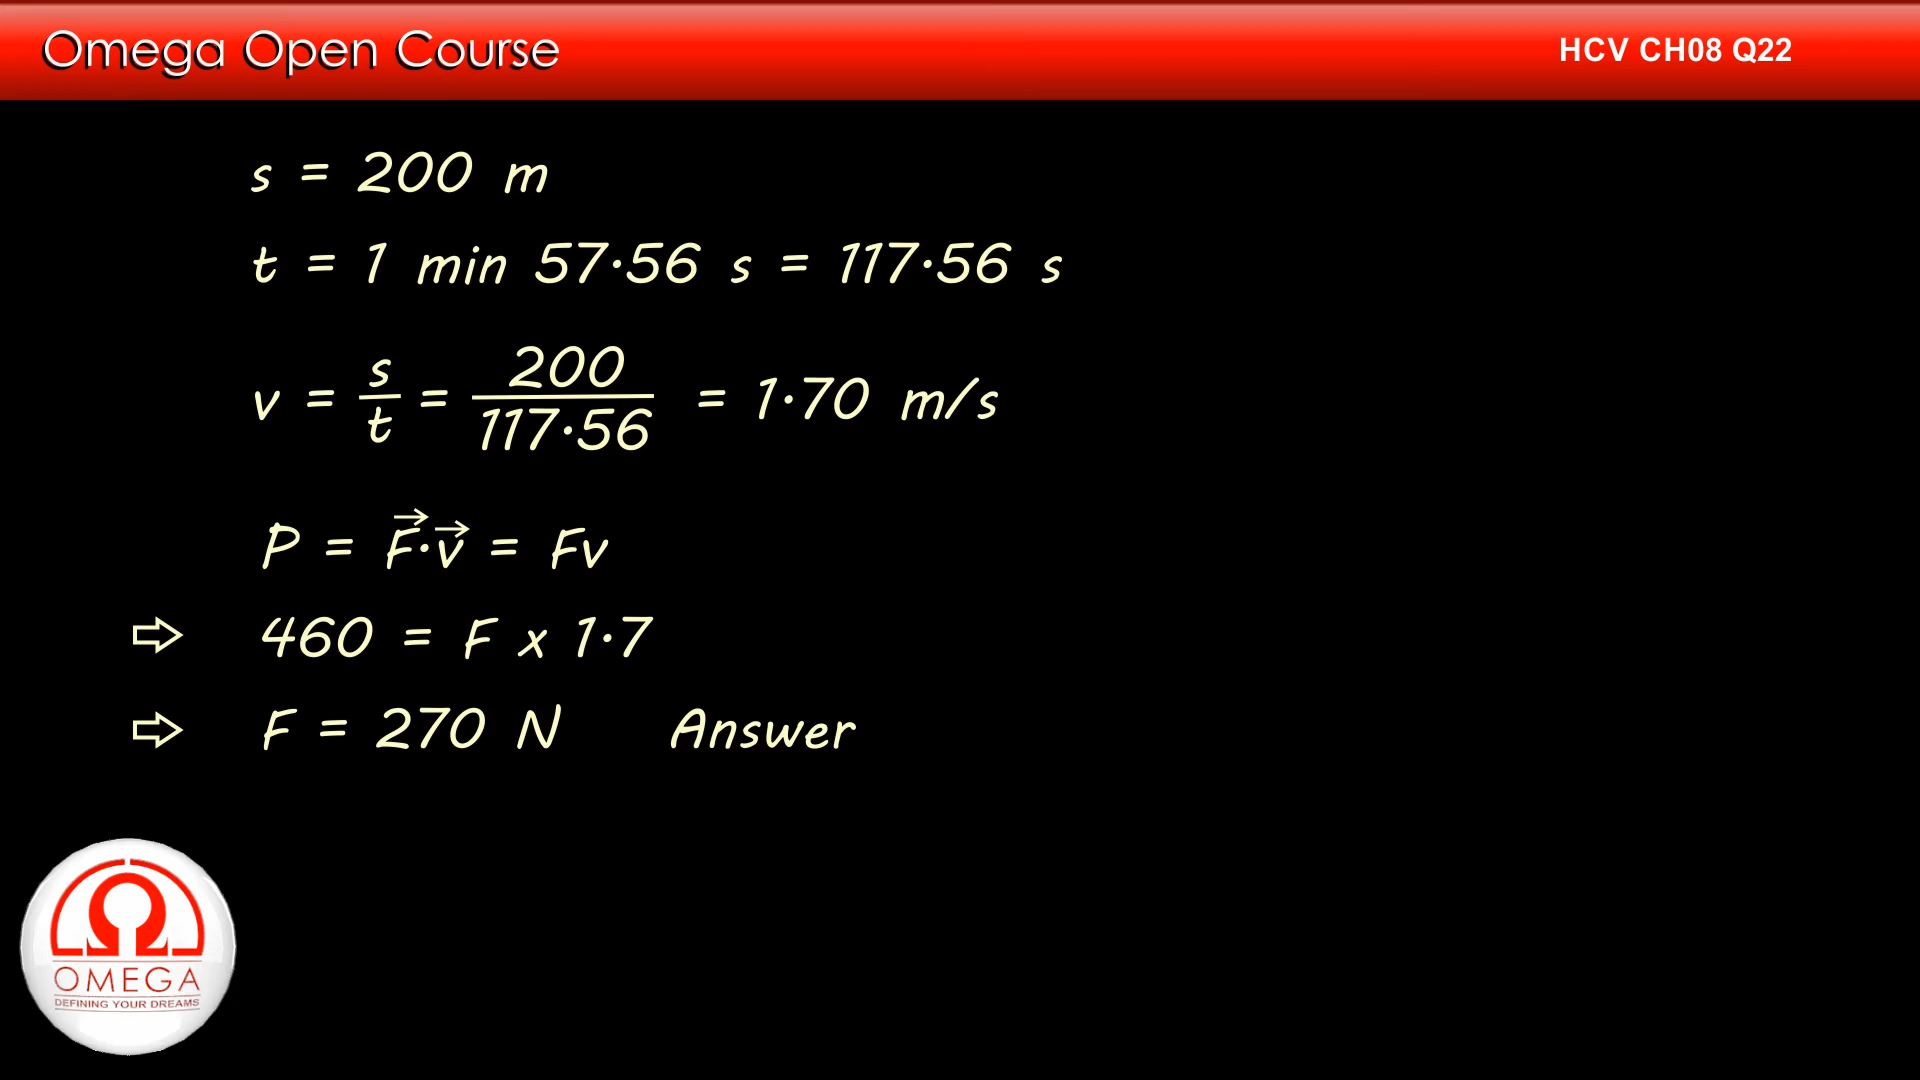 Omega Open Course
HCV CH08 Q22
s = 200 m
t = 1 min 57·56 s = 117·56 s
v = s/t = 200/117·56 = 1·70 m/s
P = F⃗·v⃗ = Fv
⇨ 460 = F x 1·7
⇨ F = 270 N Answer
OMEGA
DEFINING YOUR DREAMS